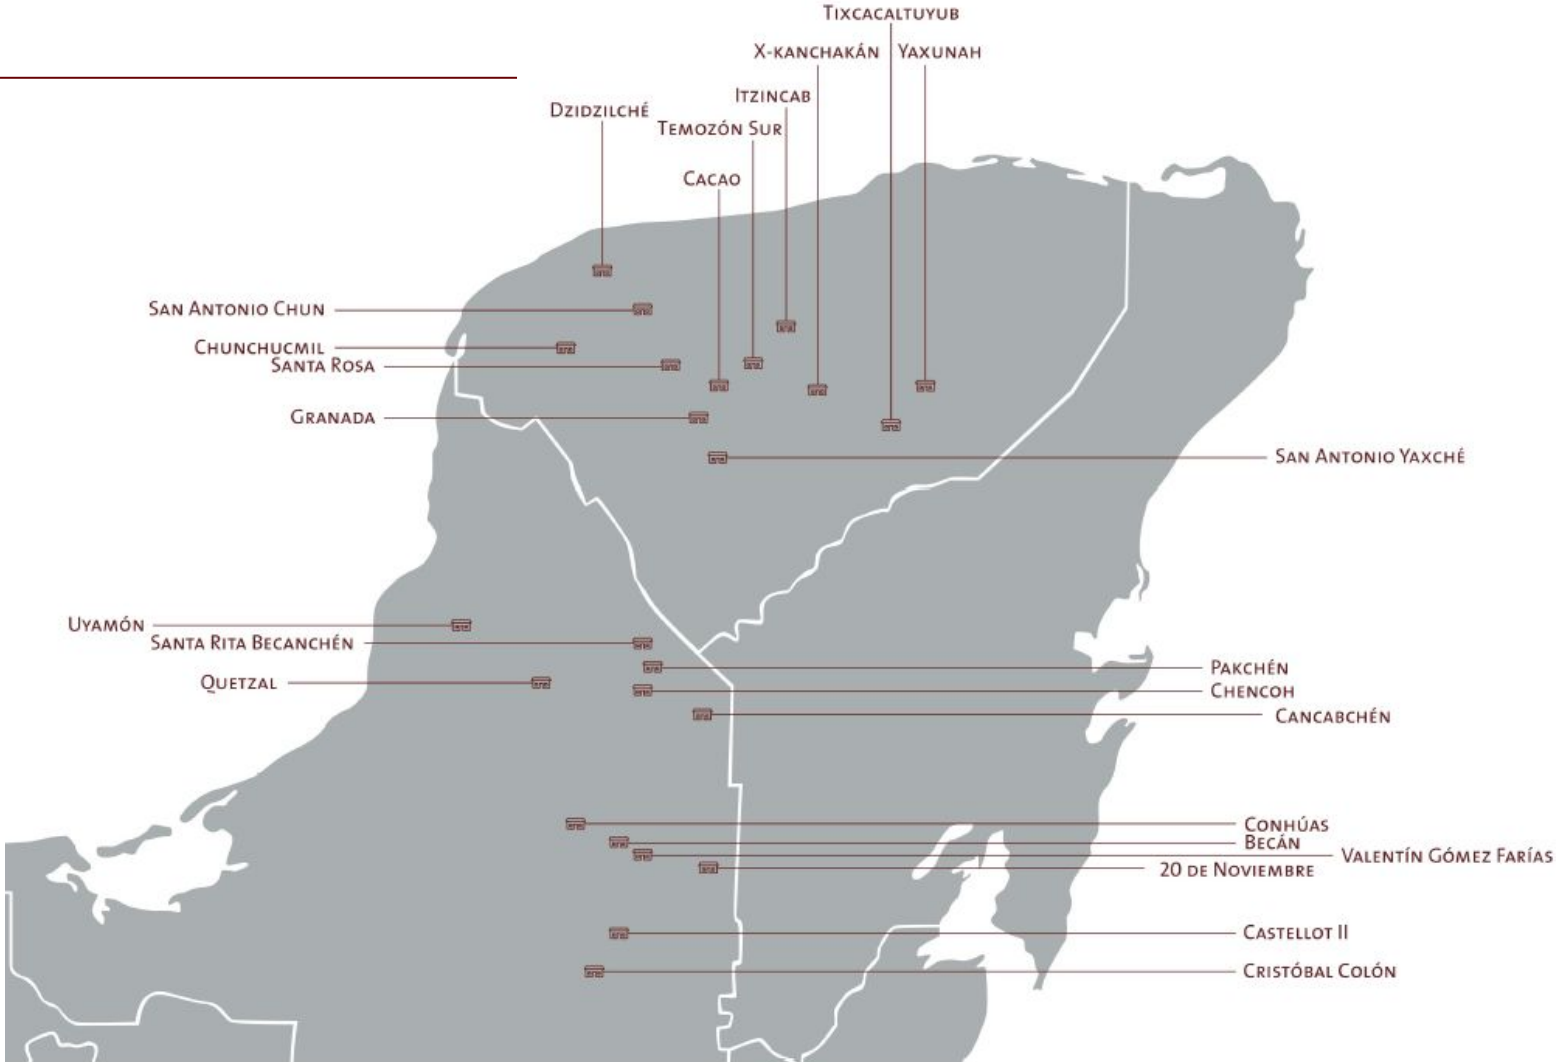 Tixcacaltuyub
X-kanchakán
Yaxunah
Itzincab
Dzidzilché
Temozón Sur
Cacao
San Antonio Chun
Chunchucmil
Santa Rosa
Granada
San Antonio Yaxché
Uyamón
Santa Rita Becanchén
Pakchén
Quetzal
Chencoh
Cancabchén
Conhúas
Becán
Valentín Gómez Farías
20 de Noviembre
Castellot II
Cristóbal Colón